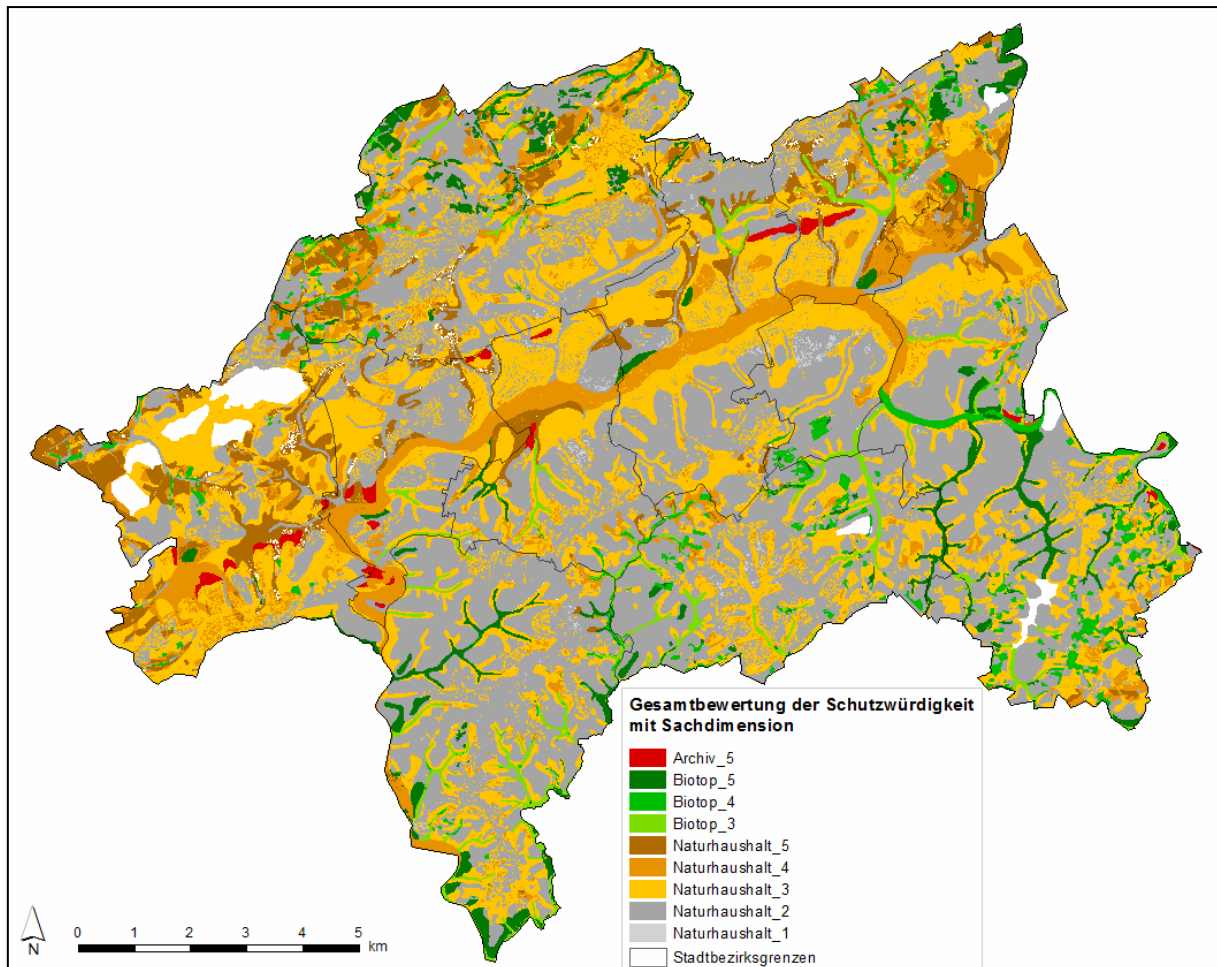 Gesamtbewertung der Schutzwürdigkeit
mit Sachdimension
Archiv_5
Biotop_5
Biotop_4
Biotop_3
Naturhaushalt_5
Naturhaushalt_4
Naturhaushalt_3
Naturhaushalt_2
Naturhaushalt_1
Stadtbezirksgrenzen
N
0 1 2 3 4 5
km